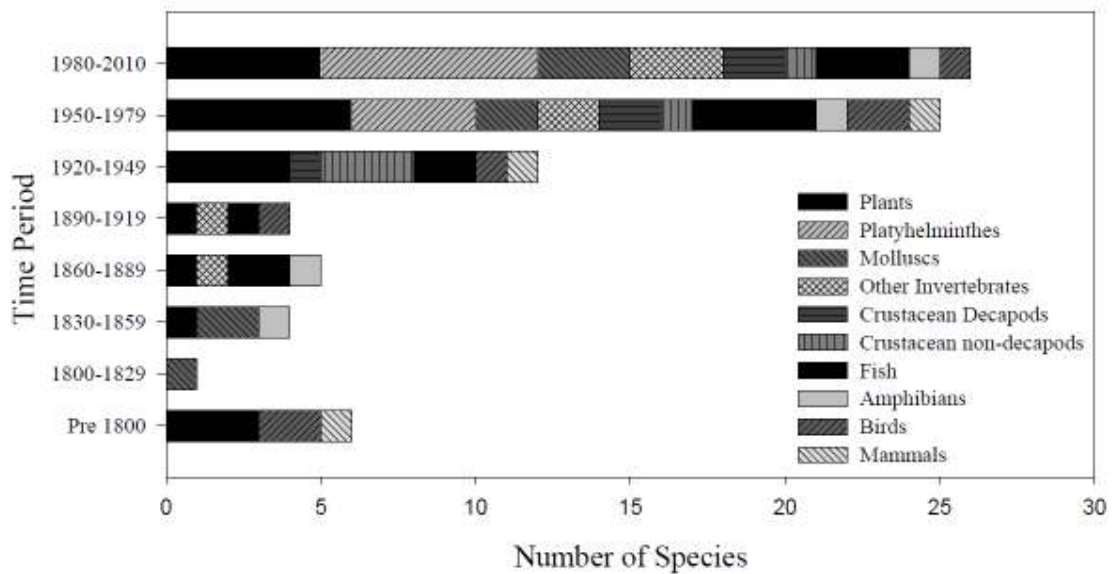 1980-2010
1950-1979
1920-1949
1890-1919
1860-1889
1830-1859
1800-1829
Pre 1800
Time Period
Plants
Platyhelminthes
Molluscs
Other Invertebrates
Crustacean Decapods
Crustacean non-decapods
Fish
Amphibians
Birds
Mammals
0 5 10 15 20 25 30
Number of Species